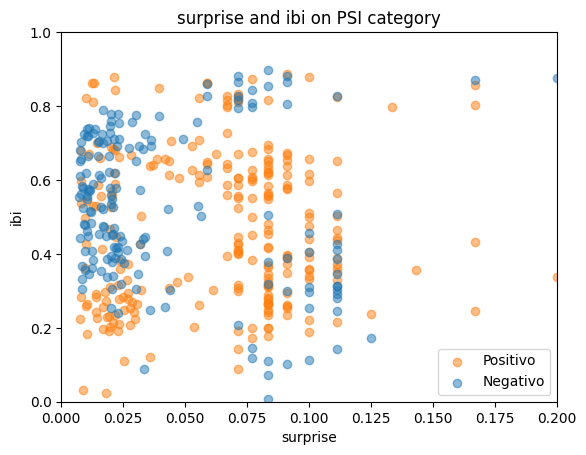 surprise and ibi on PSI category
1.0
0.8
0.6
0.4
0.2
0.0
ibi
0.000 0.025 0.050 0.075 0.100 0.125 0.150 0.175 0.200
surprise
Positivo
Negativo